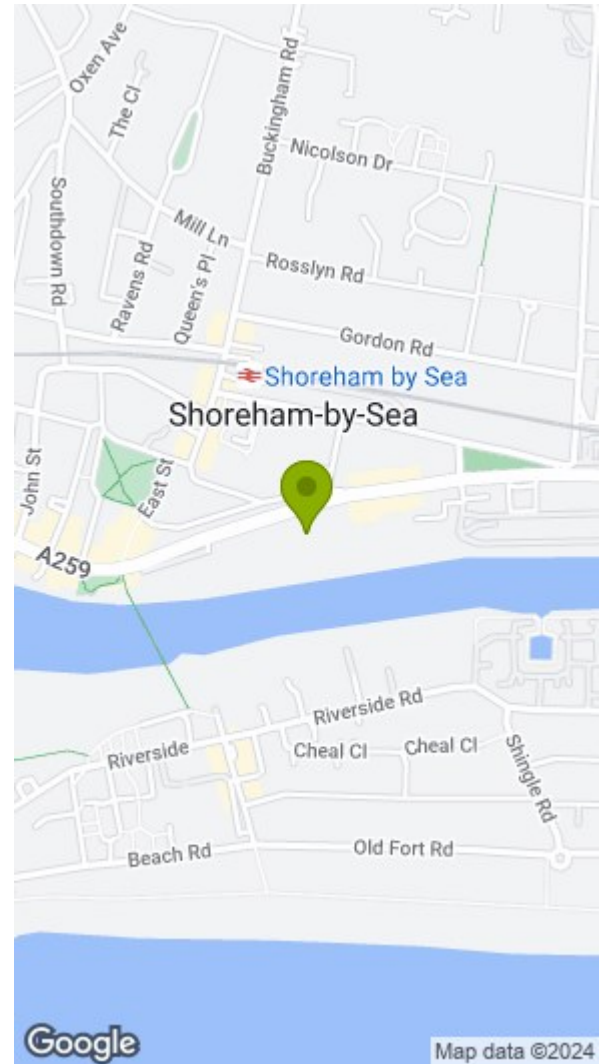 Oxen Ave
The Cl
Buckingham Rd
Nicolson Dr
Southdown Rd
Mill Ln
Ravens Rd
Queen's Pl
Rosslyn Rd
Gordon Rd
Shoreham by Sea
Shoreham-by-Sea
John St
East St
A259
Riverside Rd
Riverside
Cheal Cl
Cheal Cl
Shingle Rd
Beach Rd
Old Fort Rd
Google
Map data ©2024